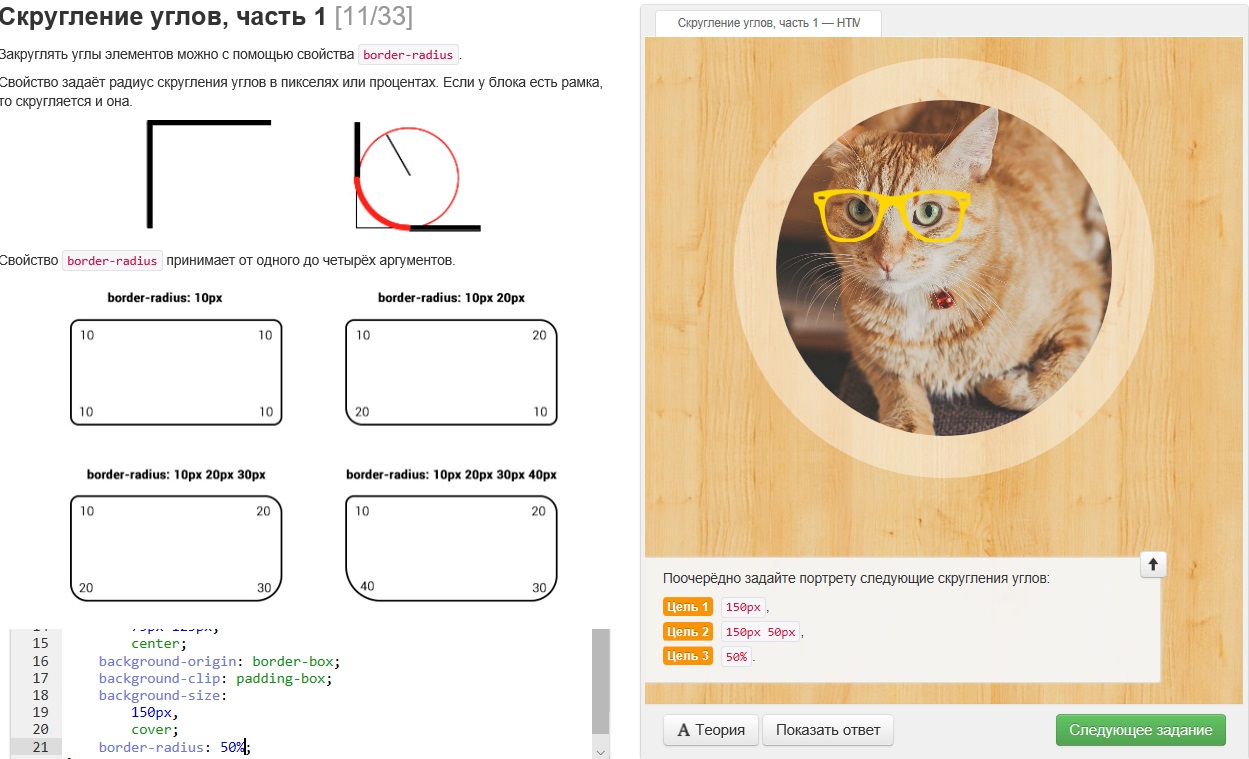 Скругление углов, часть 1 [11/33]
Закруглять углы элементов можно с помощью свойства border-radius.
Свойство задаёт радиус скругления углов в пикселях или процентах. Если у блока есть рамка,
то скругляется и она.
Свойство border-radius принимает от одного до четырёх аргументов.
border-radius: 10px
10 10
10 10
border-radius: 10px 20px
10 20
20 10
border-radius: 10px 20px 30px
10 20
20 30
border-radius: 10px 20px 30px 40px
10 20
40 30
15 center;
16 background-origin: border-box;
17 background-clip: padding-box;
18 background-size:
19 150px,
20 cover;
21 border-radius: 50%;
Скругление углов, часть 1 — HTM
Поочерёдно задайте портрету следующие скругления углов:
Цель 1 150px,
Цель 2 150px 50px,
Цель 3 50%.
A Теория
Показать ответ
Следующее задание